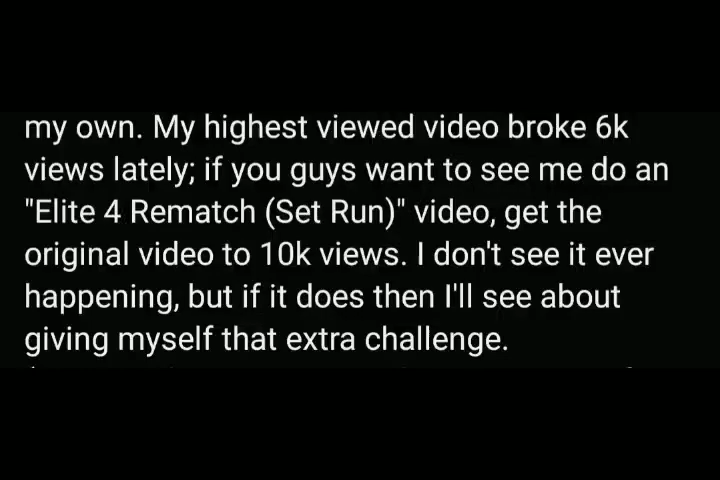 my own. My highest viewed video broke 6k
views lately; if you guys want to see me do an
"Elite 4 Rematch (Set Run)" video, get the
original video to 10k views. I don't see it ever
happening, but if it does then I'll see about
giving myself that extra challenge.